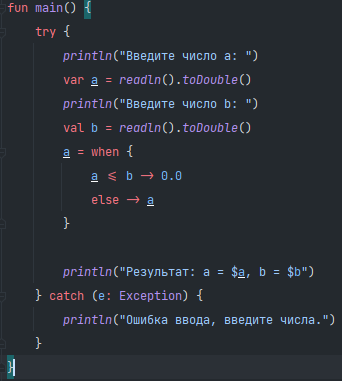 fun main() {
try {
println("Введите число a: ")
var a = readln().toDouble()
println("Введите число b: ")
val b = readln().toDouble()
a = when {
a ≤ b → 0.0
else → a
}
println("Результат: a = $a, b = $b")
} catch (e: Exception) {
println("Ошибка ввода, введите числа.")
}
}